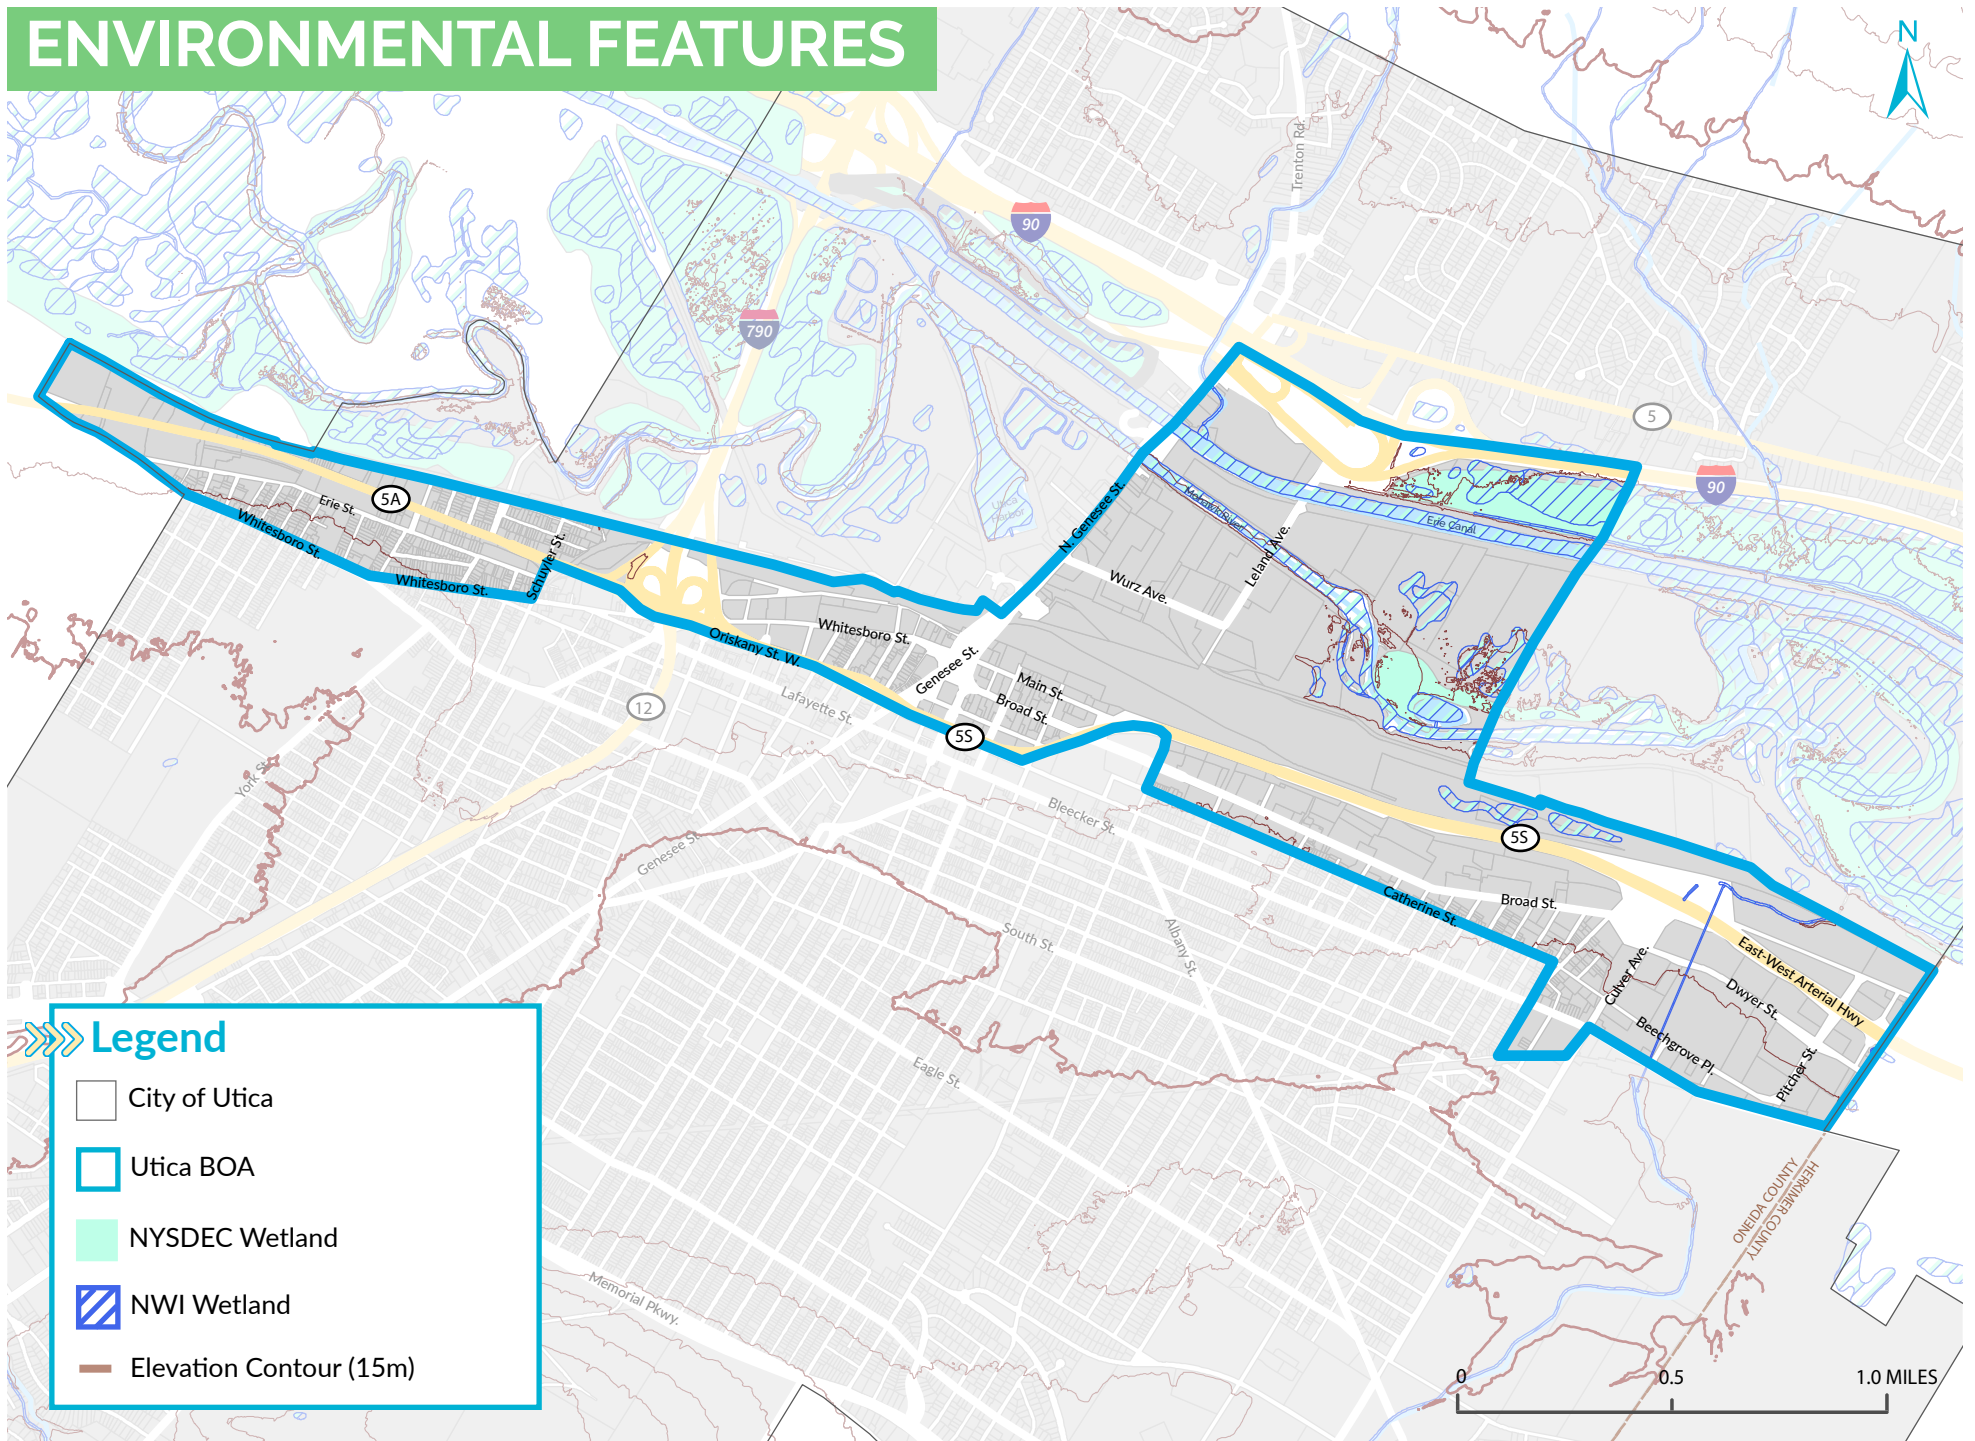 ENVIRONMENTAL FEATURES
N
Trenton Rd.
90
790
5
90
5A
Erie St.
Whitesboro St.
Whitesboro St.
Schuyler St.
Utica
Harbor
N. Genesee St.
Mohawk River
Erie Canal
Leland Ave.
Wurz Ave.
Whitesboro St.
Oriskany St. W.
Genesee St.
Main St.
Broad St.
Lafayette St.
12
5S
York St.
Genesee St.
Bleecker St.
5S
Catherine St.
Broad St.
South St.
Albany St.
Culver Ave.
East-West Arterial Hwy
Dwyer St.
Beechgrove Pl.
Pitcher St.
Eagle St.
Memorial Pkwy.
ONEIDA COUNTY
HERKIMER COUNTY
Legend
City of Utica
Utica BOA
NYSDEC Wetland
NWI Wetland
Elevation Contour (15m)
0 0.5 1.0 MILES